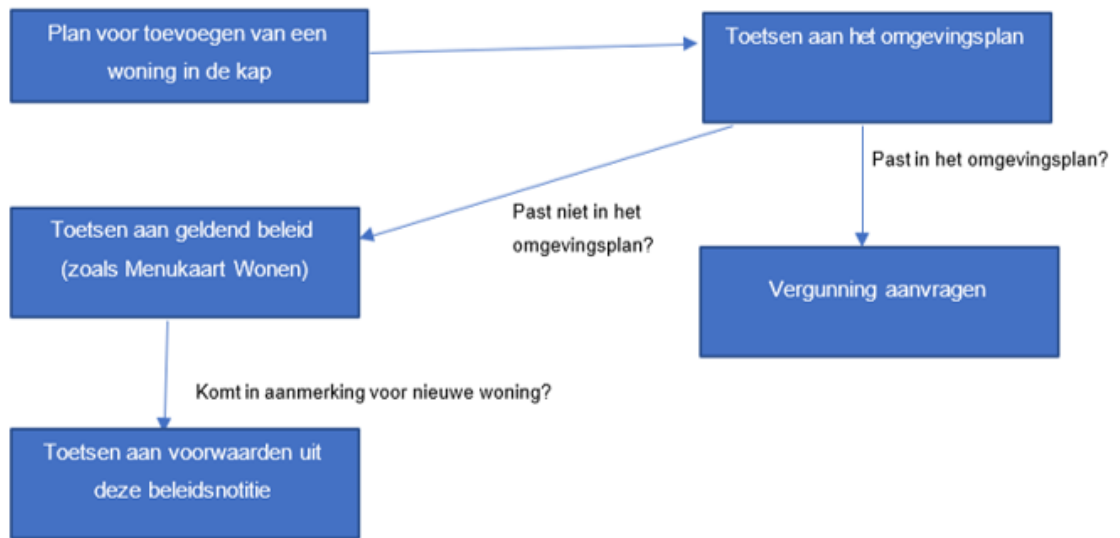 Plan voor toevoegen van een
woning in de kap
Toetsen aan het omgevingsplan
Past in het omgevingsplan?
Past niet in het
omgevingsplan?
Toetsen aan geldend beleid
(zoals Menukaart Wonen)
Vergunning aanvragen
Komt in aanmerking voor nieuwe woning?
Toetsen aan voorwaarden uit
deze beleidsnotitie